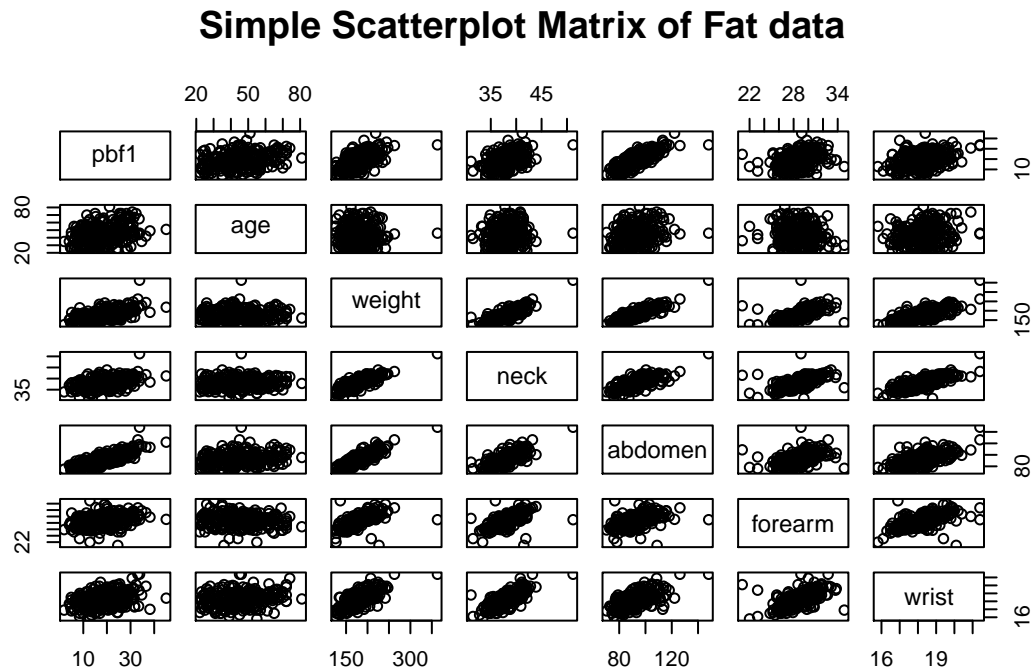 Simple Scatterplot Matrix of Fat data
20 50 80 35 45 22 28 34
pbf1 10
20 80 age
weight 150
35 neck
abdomen 80
22 forearm
wrist 16
10 30 150 300 80 120 16 19